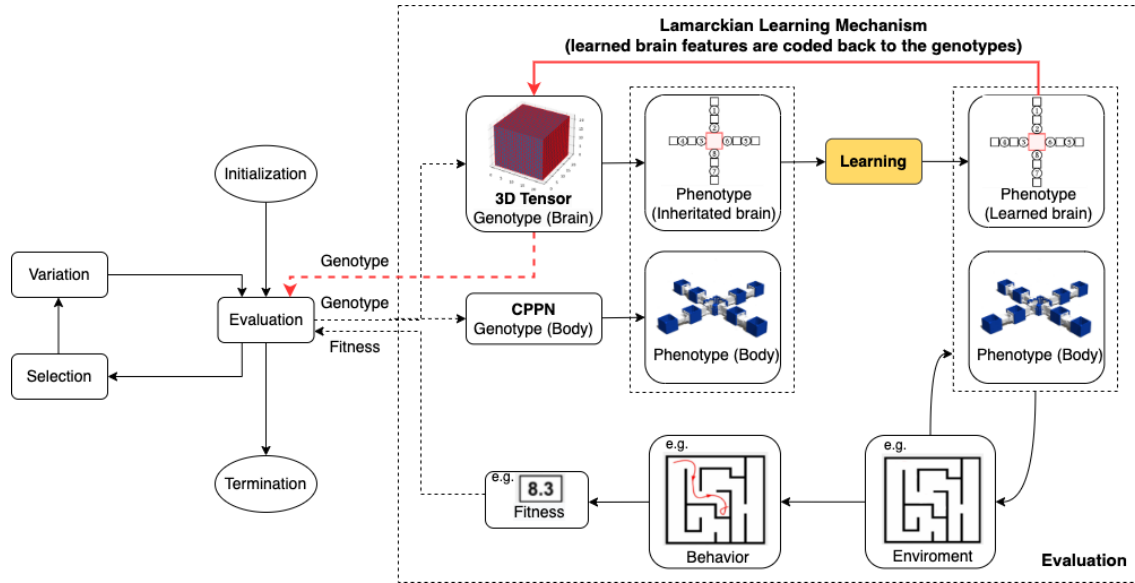 Lamarckian Learning Mechanism
(learned brain features are coded back to the genotypes)
3D Tensor
Genotype (Brain)
Phenotype
(Inheritated brain)
Learning
Phenotype
(Learned brain)
Initialization
Variation
Evaluation
Selection
Termination
Genotype
Genotype
Fitness
CPPN
Genotype (Body)
Phenotype (Body)
Phenotype (Body)
e.g.
8.3
Fitness
e.g.
Behavior
e.g.
Enviroment
Evaluation